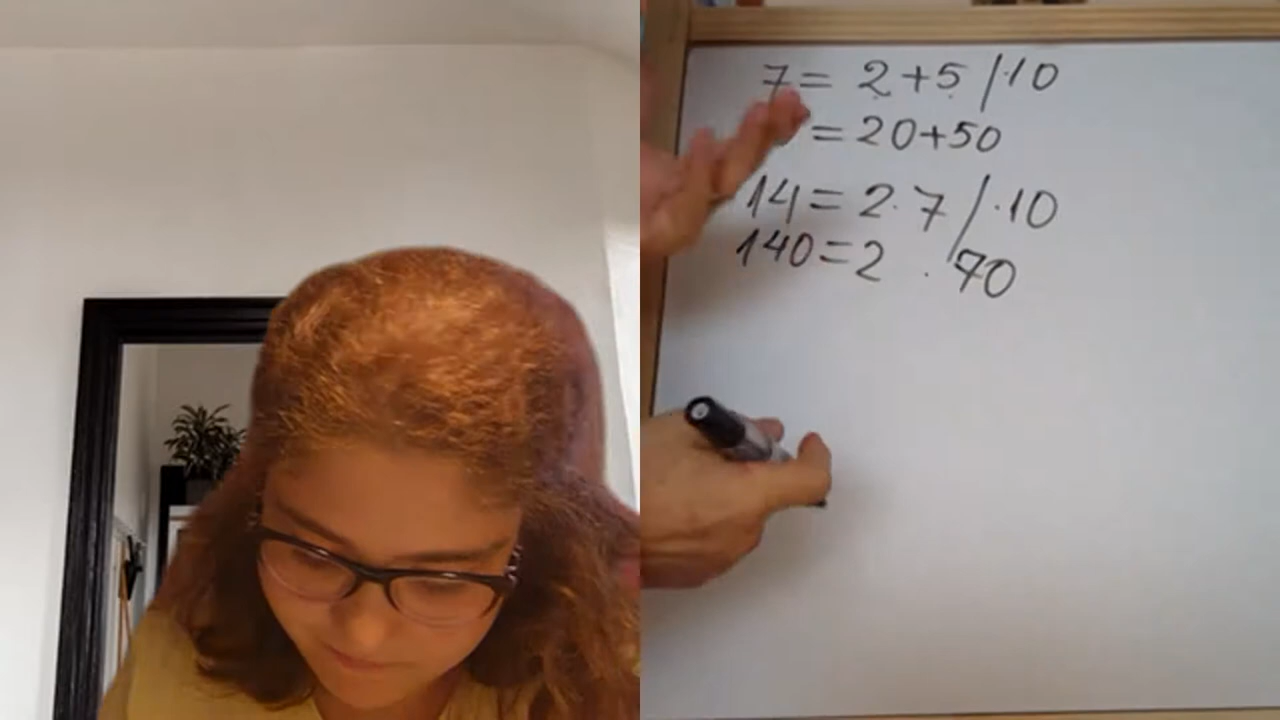 7 = 2 + 5 / · 10
= 20 + 50
14 = 2 · 7 / · 10
140 = 2 · 70